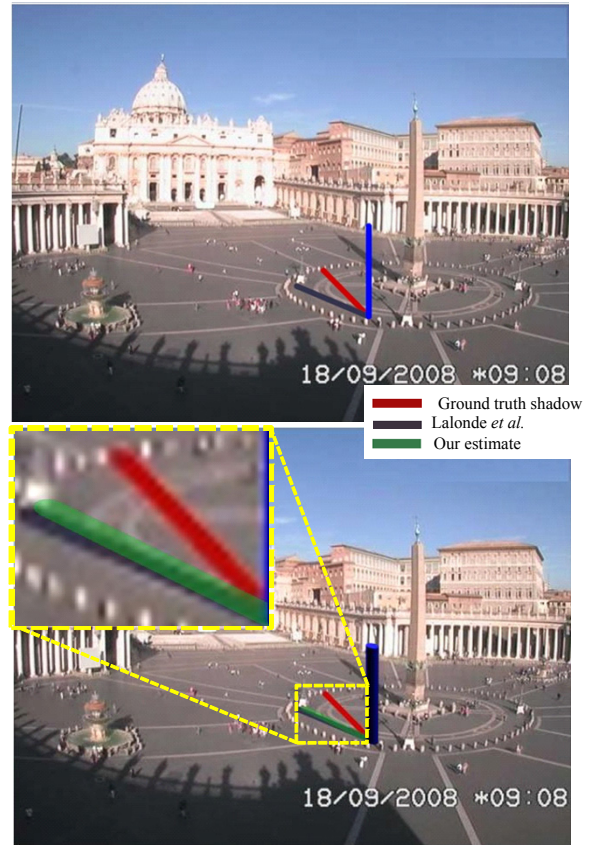 18/09/2008 *09:08
Ground truth shadow
Lalonde et al.
Our estimate
18/09/2008 *09:08